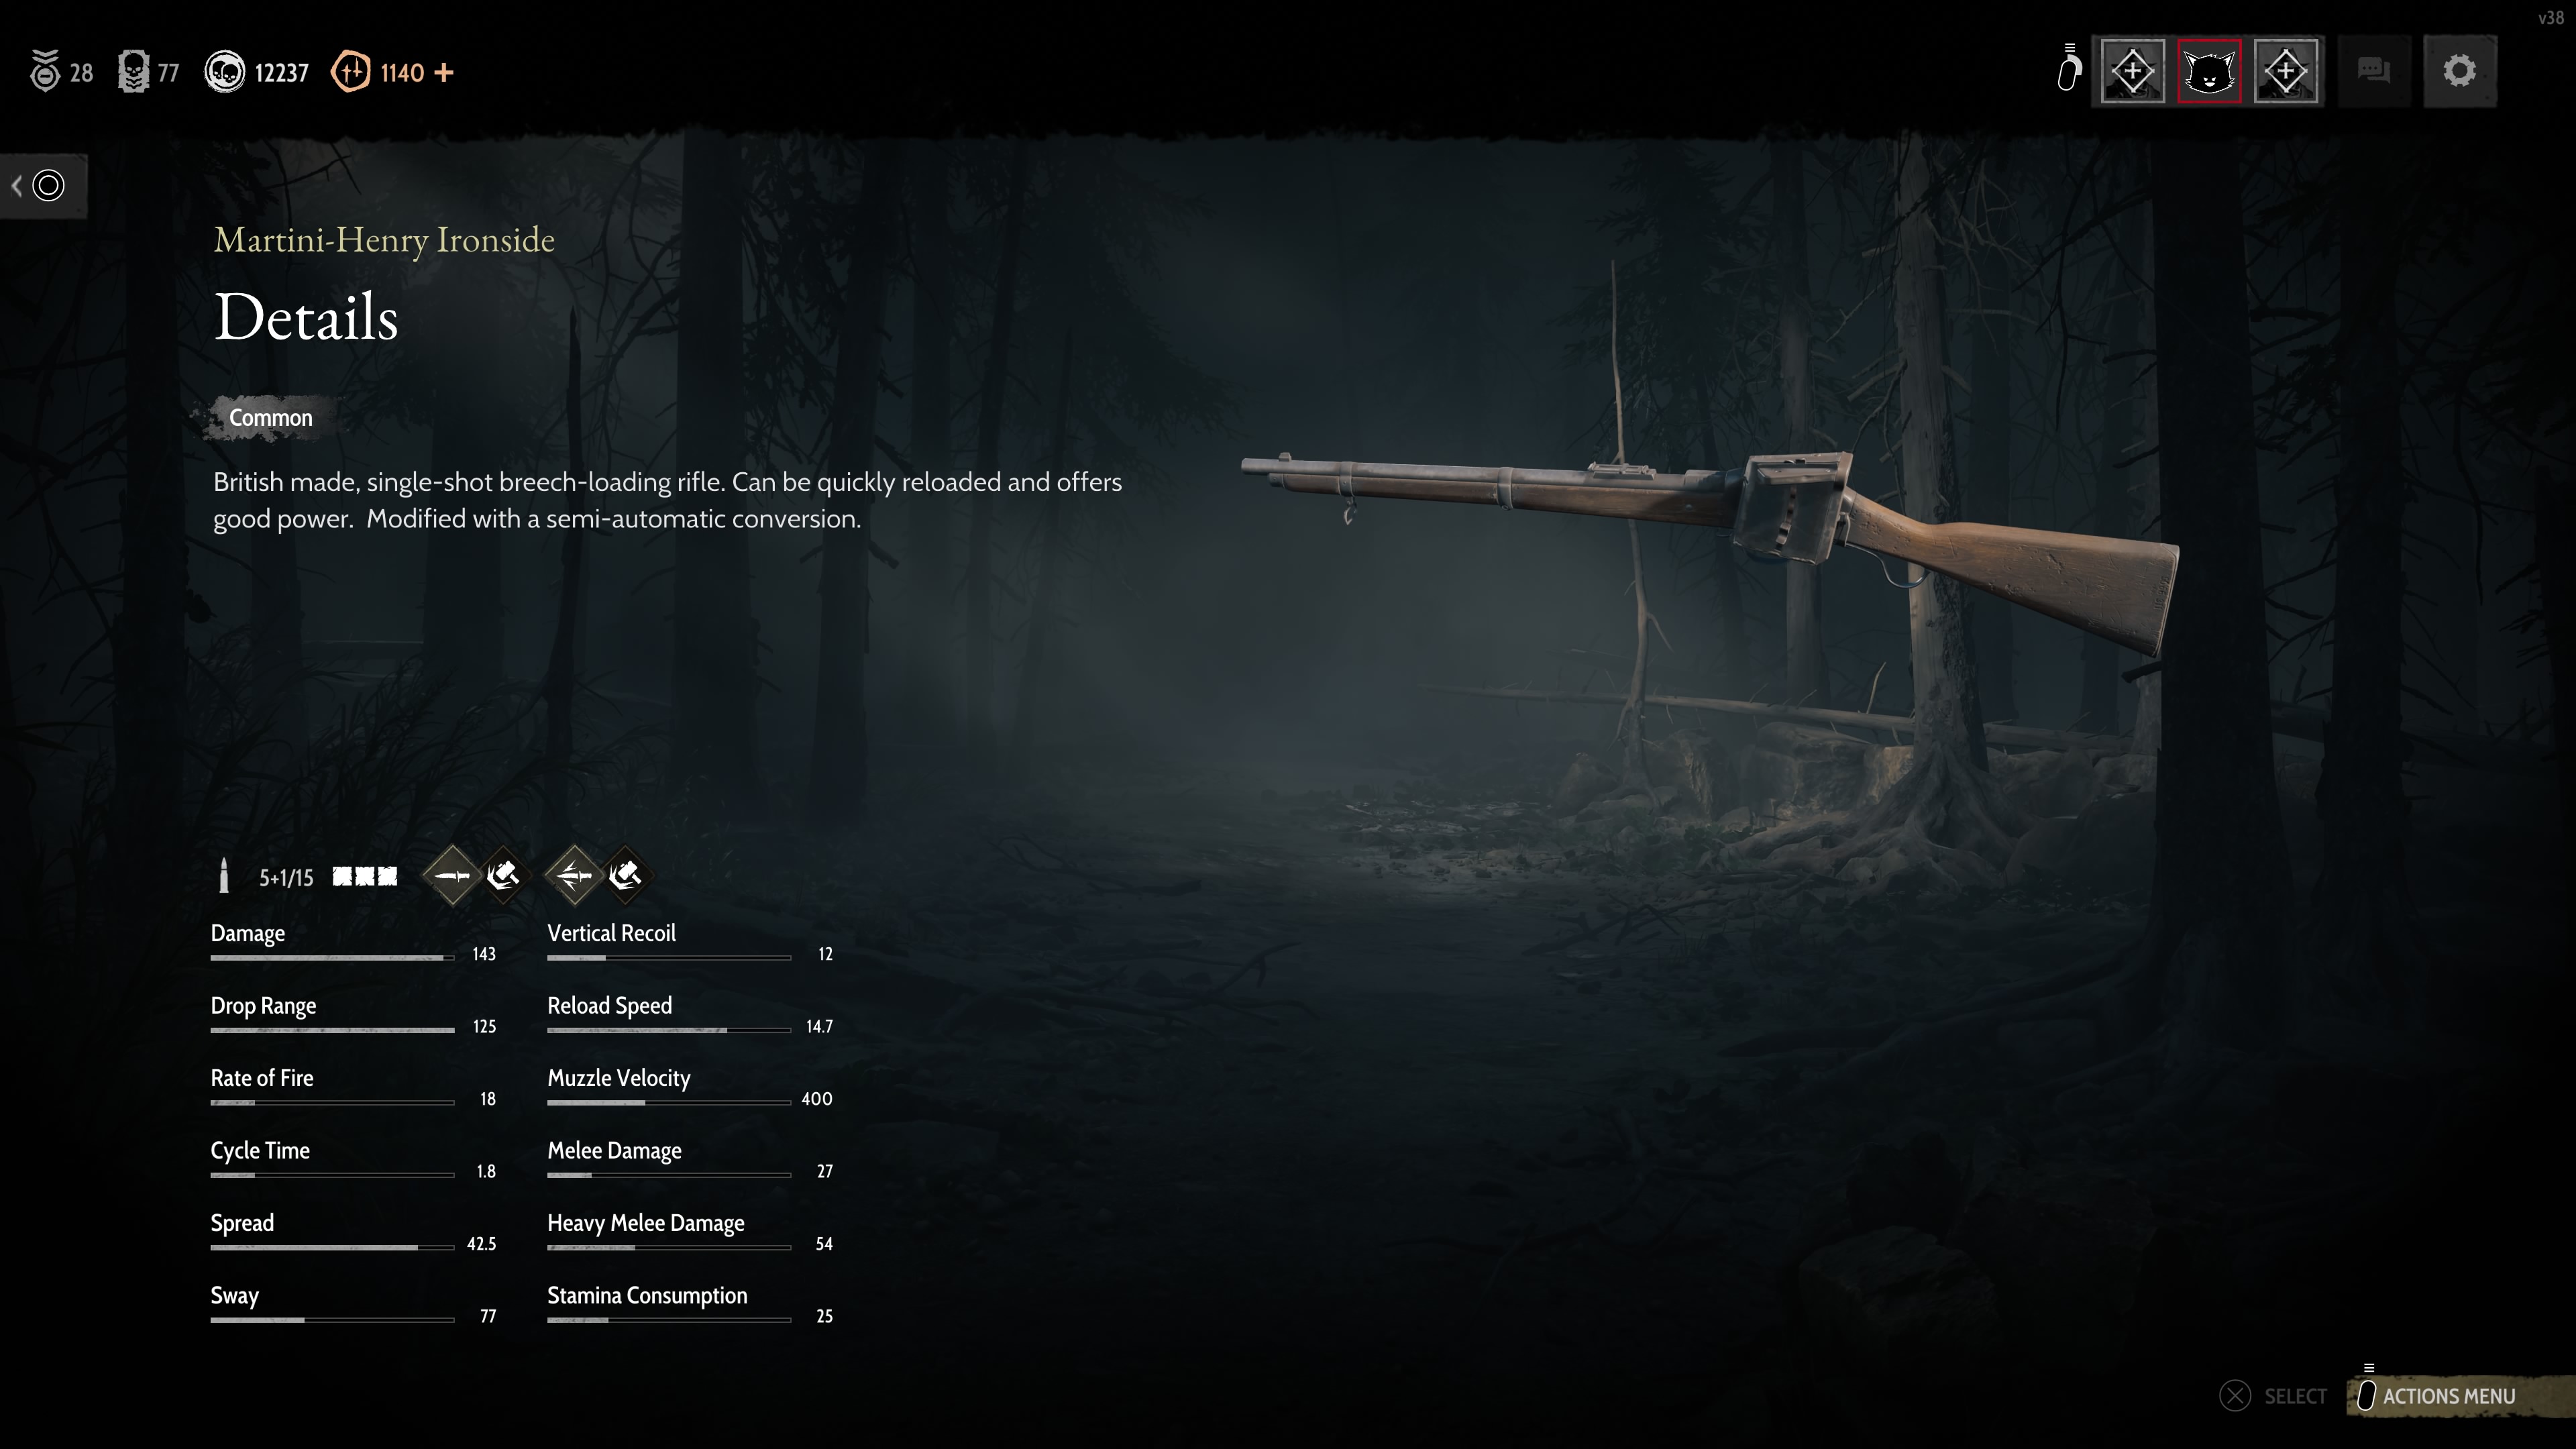 v38
28 77 12237 1140 +
Martini-Henry Ironside
Details
Common
British made, single-shot breech-loading rifle. Can be quickly reloaded and offers
good power. Modified with a semi-automatic conversion.
5+1/15
Damage 143
Vertical Recoil 12
Drop Range 125
Reload Speed 14.7
Rate of Fire 18
Muzzle Velocity 400
Cycle Time 1.8
Melee Damage 27
Spread 42.5
Heavy Melee Damage 54
Sway 77
Stamina Consumption 25
SELECT
ACTIONS MENU